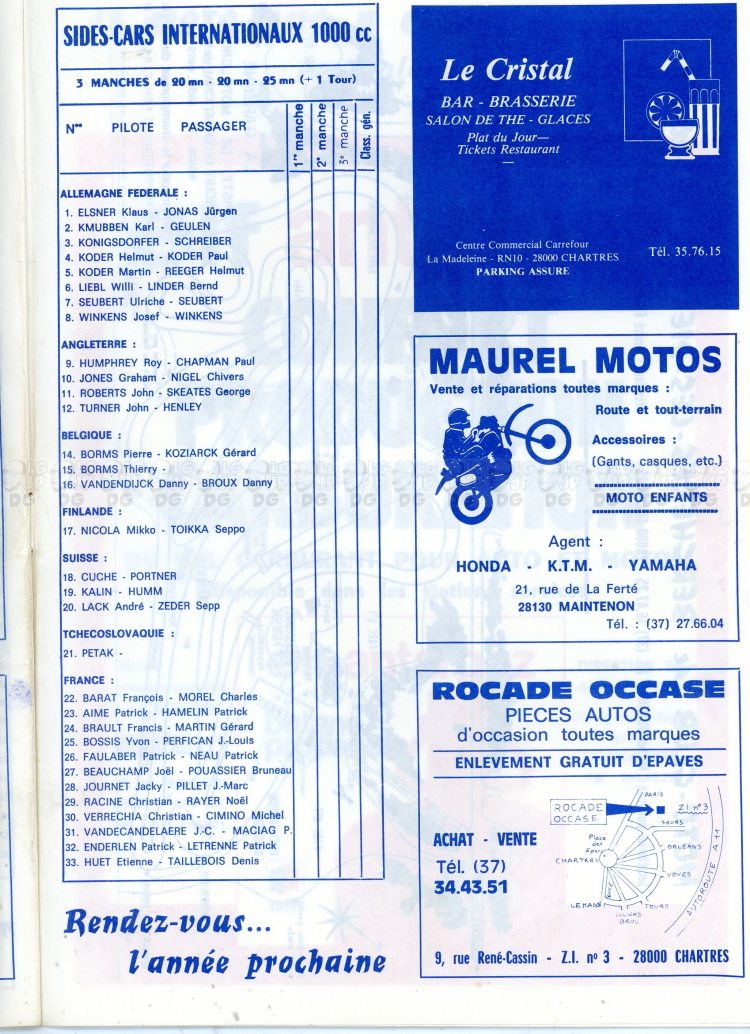 SIDES-CARS INTERNATIONAUX 1000 cc
3 MANCHES de 20 mn - 20 mn - 25 mn (+ 1 Tour)
Nos PILOTE PASSAGER
1re manche
2e manche
3e manche
Class. gén.
ALLEMAGNE FEDERALE :
1. ELSNER Klaus - JONAS Jürgen
2. KMUBBEN Karl - GEULEN
3. KONIGSDORFER - SCHREIBER
4. KODER Helmut - KODER Paul
5. KODER Martin - REEGER Helmut
6. LIEBL Willi - LINDER Bernd
7. SEUBERT Ulriche - SEUBERT
8. WINKENS Josef - WINKENS
ANGLETERRE :
9. HUMPHREY Roy - CHAPMAN Paul
10. JONES Graham - NIGEL Chivers
11. ROBERTS John - SKEATES George
12. TURNER John - HENLEY
BELGIQUE :
14. BORMS Pierre - KOZIARCK Gérard
15. BORMS Thierry -
16. VANDENDIJCK Danny - BROUX Danny
FINLANDE :
17. NICOLA Mikko - TOIKKA Seppo
SUISSE :
18. CUCHE - PORTNER
19. KALIN - HUMM
20. LACK André - ZEDER Sepp
TCHECOSLOVAQUIE :
21. PETAK -
FRANCE :
22. BARAT François - MOREL Charles
23. AIME Patrick - HAMELIN Patrick
24. BRAULT Francis - MARTIN Gérard
25. BOSSIS Yvon - PERFICAN J.-Louis
26. FAULABER Patrick - NEAU Patrick
27. BEAUCHAMP Joël - POUASSIER Bruneau
28. JOURNET Jacky - PILLET J.-Marc
29. RACINE Christian - RAYER Noël
30. VERRECHIA Christian - CIMINO Michel
31. VANDECANDELAERE J.-C. - MACIAG P.
32. ENDERLEN Patrick - LETRENNE Patrick
33. HUET Etienne - TAILLEBOIS Denis
Rendez-vous...
l'année prochaine
Le Cristal
BAR - BRASSERIE
SALON DE THE - GLACES
Plat du Jour—
Tickets Restaurant
Centre Commercial Carrefour
La Madeleine - RN10 - 28000 CHARTRES
PARKING ASSURE
Tél. 35.76.15
MAUREL MOTOS
Vente et réparations toutes marques :
Route et tout-terrain
Accessoires :
(Gants, casques, etc.)
MOTO ENFANTS
Agent :
HONDA - K.T.M. - YAMAHA
21, rue de La Ferté
28130 MAINTENON
Tél. : (37) 27.66.04
ROCADE OCCASE
PIECES AUTOS
d'occasion toutes marques
ENLEVEMENT GRATUIT D'EPAVES
ACHAT - VENTE
Tél. (37)
34.43.51
PARIS
ROCADE
OCCASE
Z.I. n°3
SOURS
Place
des
Epars
CHARTRES
ORLEANS
VOVES
TOURS
LE MANS
ILLIERS
BROU
AUTOROUTE A 11
9, rue René-Cassin - Z.I. n° 3 - 28000 CHARTRES